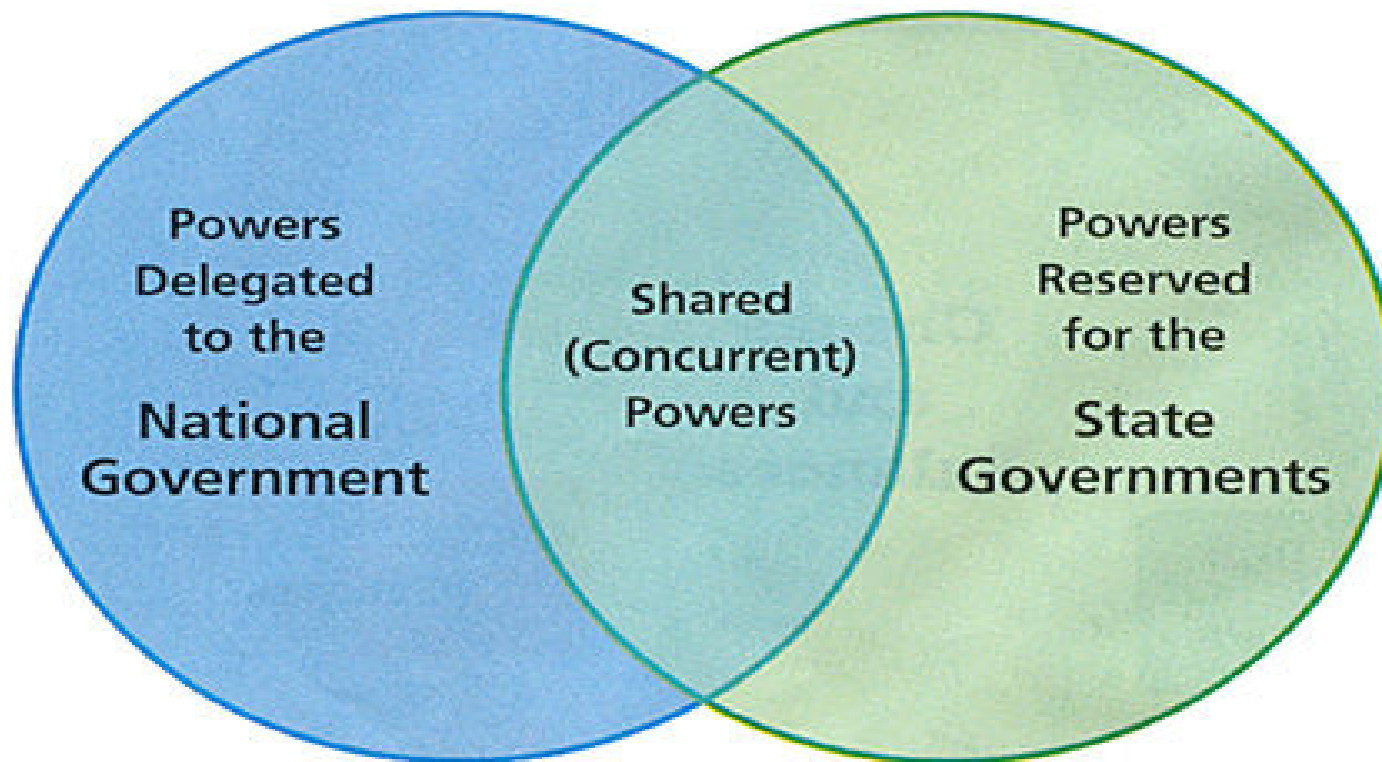 Powers
Delegated
to the
National
Government
Shared
(Concurrent)
Powers
Powers
Reserved
for the
State
Governments